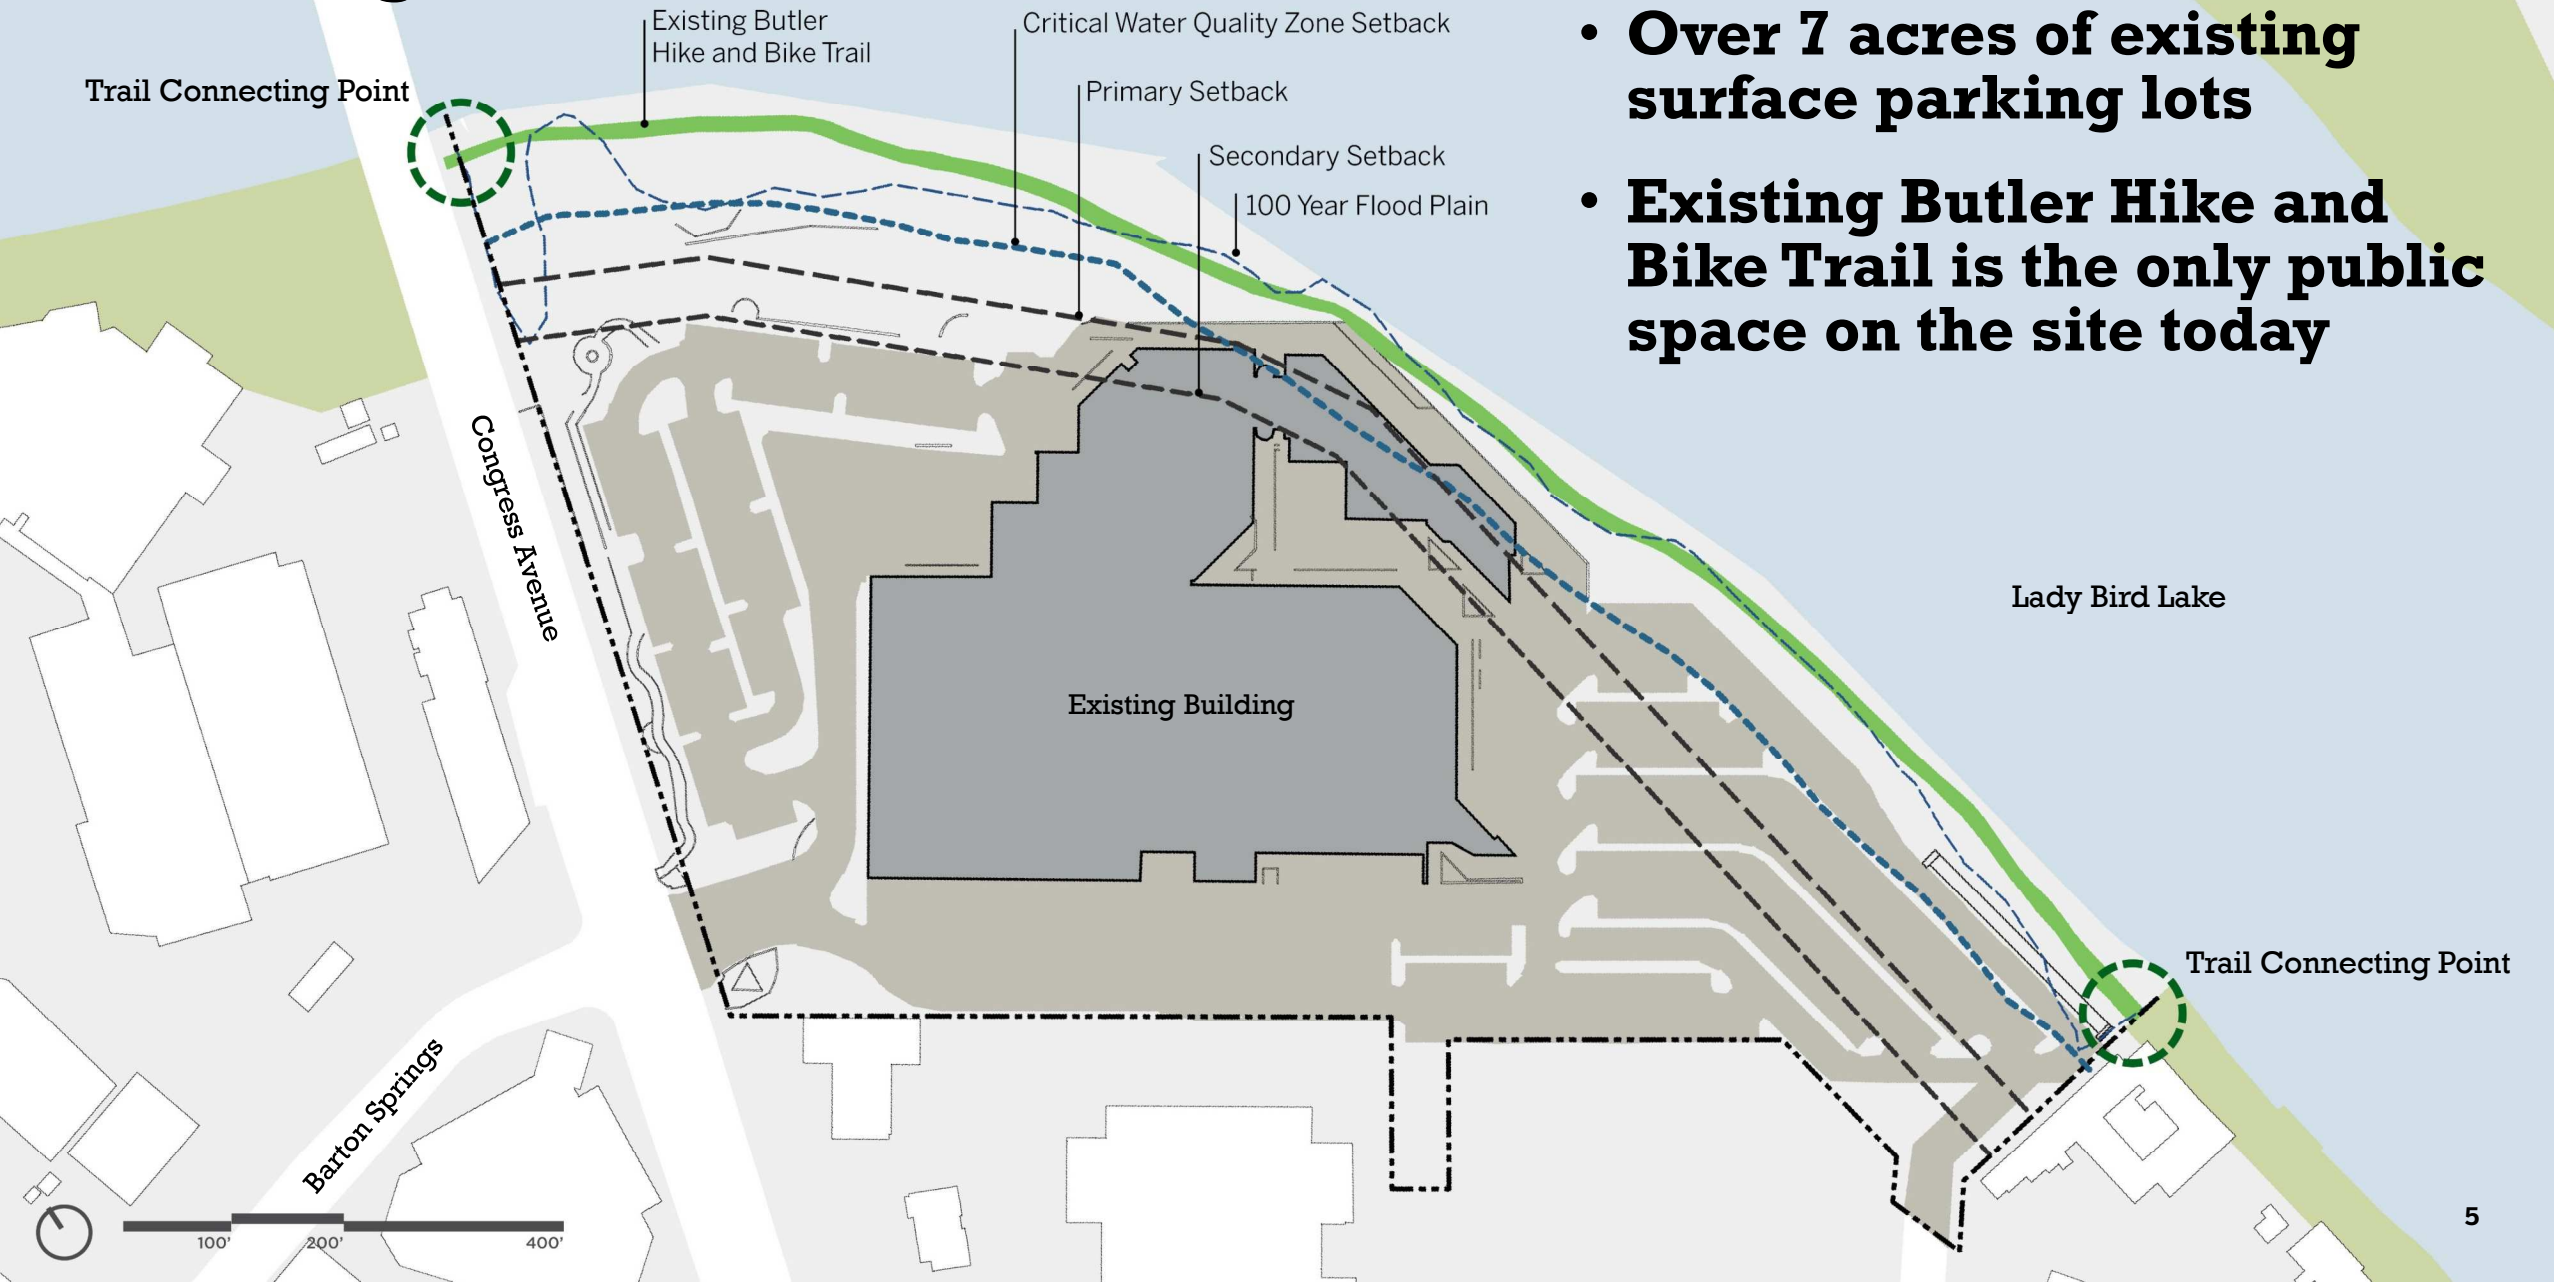 Existing Butler
Hike and Bike Trail
Critical Water Quality Zone Setback
Trail Connecting Point
Primary Setback
Secondary Setback
100 Year Flood Plain
• Over 7 acres of existing
surface parking lots
• Existing Butler Hike and
Bike Trail is the only public
space on the site today
Congress Avenue
Lady Bird Lake
Existing Building
Trail Connecting Point
Barton Springs
100'
200'
400'
5